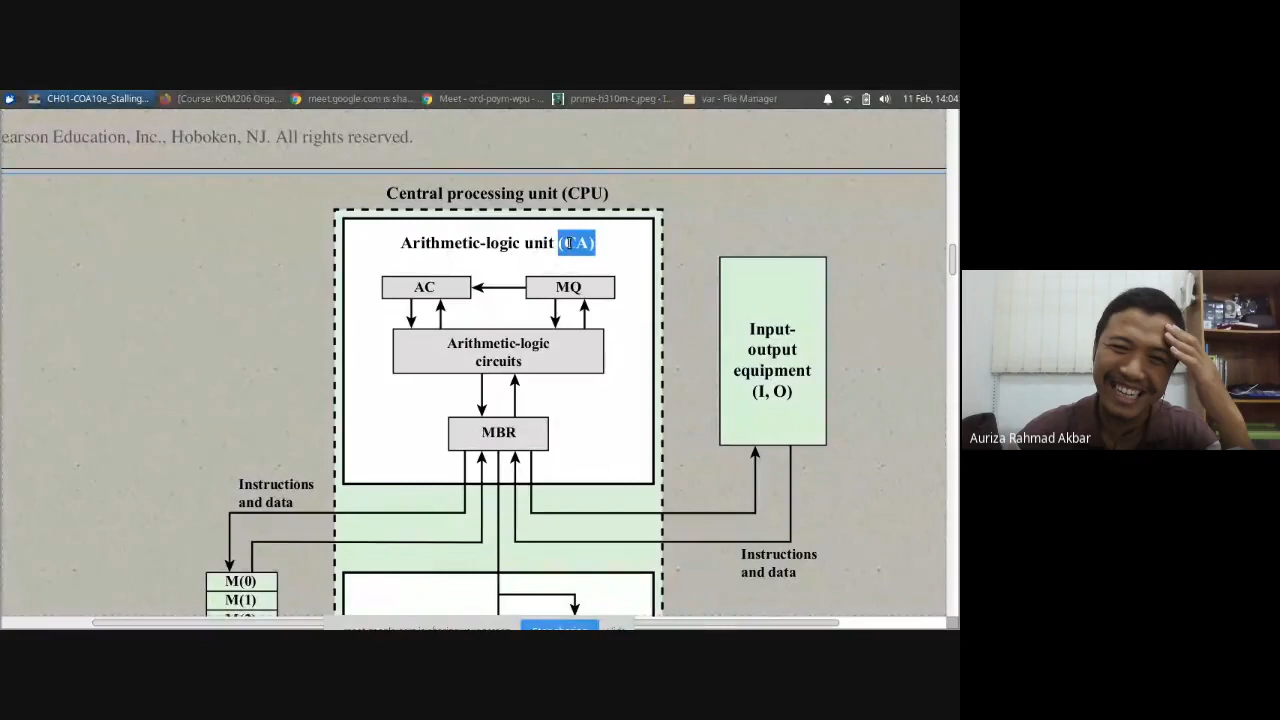 CH01-COA10e_Stalling... [Course: KOM206 Orga... meet.google.com is sha... Meet - ord-poym-wpu - ... pnme-h310m-c.jpeg - I... var - File Manager 11 Feb, 14:04
earson Education, Inc., Hoboken, NJ. All rights reserved.
Central processing unit (CPU)
Arithmetic-logic unit (CA)
AC
MQ
Arithmetic-logic
circuits
MBR
Input-
output
equipment
(I, O)
Instructions
and data
Instructions
and data
M(0)
M(1)
Auriza Rahmad Akbar